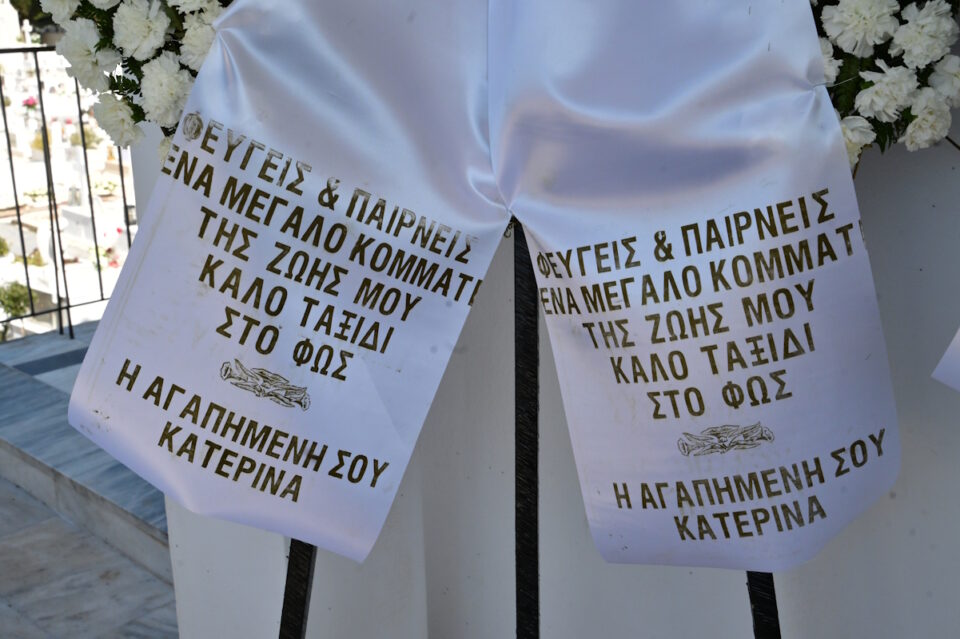 ΦΕΥΓΕΙΣ & ΠΑΙΡΝΕΙΣ
ΕΝΑ ΜΕΓΑΛΟ ΚΟΜΜΑΤΙ
ΤΗΣ ΖΩΗΣ ΜΟΥ
ΚΑΛΟ ΤΑΞΙΔΙ
ΣΤΟ ΦΩΣ
Η ΑΓΑΠΗΜΕΝΗ ΣΟΥ
ΚΑΤΕΡΙΝΑ
ΦΕΥΓΕΙΣ & ΠΑΙΡΝΕΙΣ
ΕΝΑ ΜΕΓΑΛΟ ΚΟΜΜΑΤΙ
ΤΗΣ ΖΩΗΣ ΜΟΥ
ΚΑΛΟ ΤΑΞΙΔΙ
ΣΤΟ ΦΩΣ
Η ΑΓΑΠΗΜΕΝΗ ΣΟΥ
ΚΑΤΕΡΙΝΑ